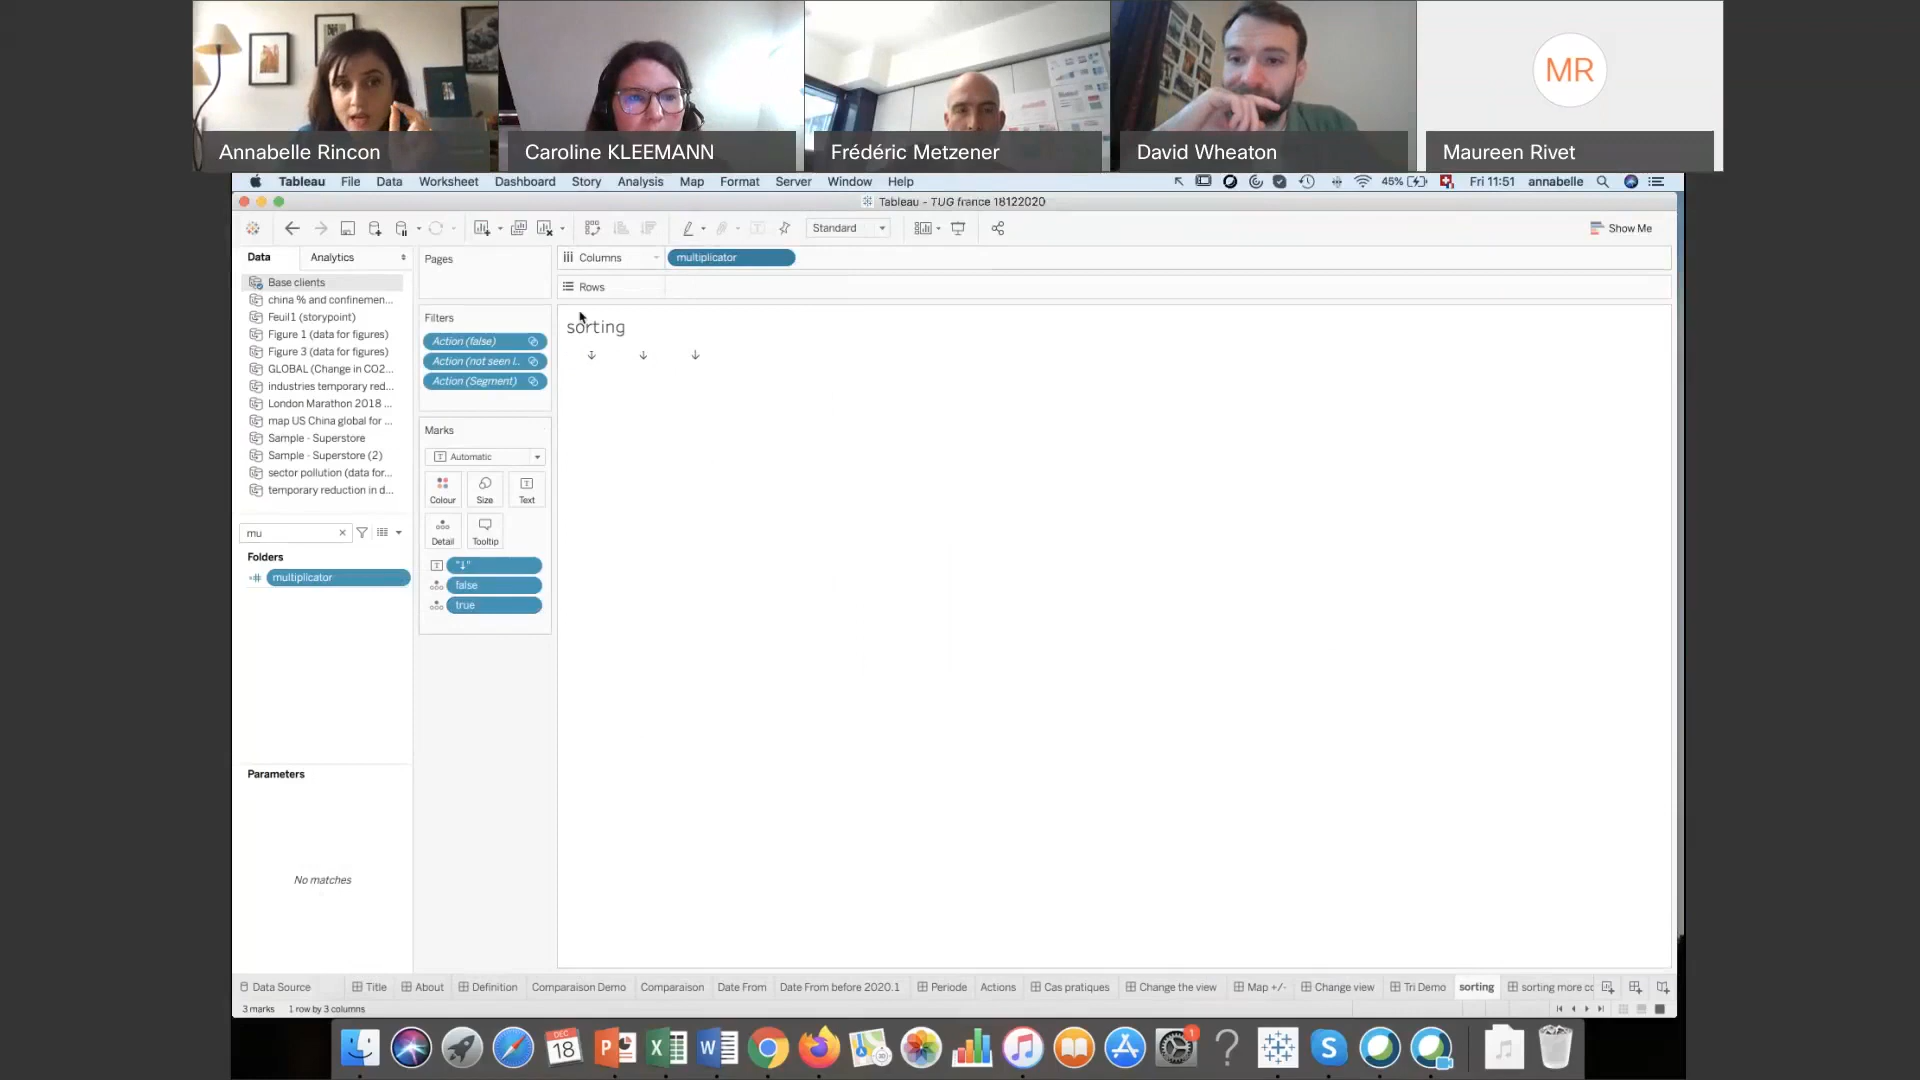 Annabelle Rincon
Caroline KLEEMANN
Frédéric Metzener
David Wheaton
MR
Maureen Rivet
Tableau File Data Worksheet Dashboard Story Analysis Map Format Server Window Help
45% Fri 11:51 annabelle
Tableau - TUG france 18122020
Standard
Show Me
Data
Analytics
Base clients
china % and confinemen...
Feuil1 (storypoint)
Figure 1 (data for figures)
Figure 3 (data for figures)
GLOBAL (Change in CO2...
industries temporary red...
London Marathon 2018 ...
map US China global for ...
Sample - Superstore
Sample - Superstore (2)
sector pollution (data for...
temporary reduction in d...
mu
Folders
multiplicator
Parameters
No matches
Pages
Filters
Action (false)
Action (not seen l..
Action (Segment)
Marks
Automatic
Colour
Size
Text
Detail
Tooltip
"↓"
false
true
Columns
multiplicator
Rows
sorting
↓ ↓ ↓
Data Source Title About Definition Comparaison Demo Comparaison Date From Date From before 2020.1 Periode Actions Cas pratiques Change the view Map +/- Change view Tri Demo sorting sorting more co
3 marks 1 row by 3 columns
DEC
18
1